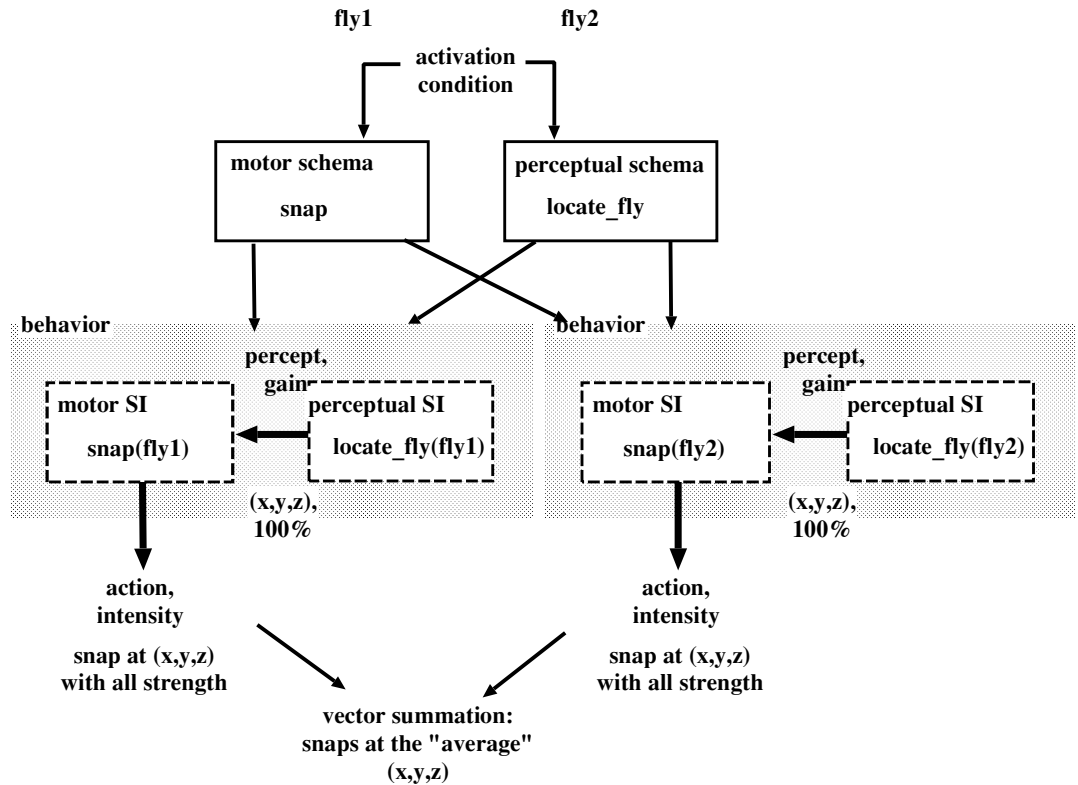 fly1
fly2
activation
condition
motor schema
snap
perceptual schema
locate_fly
behavior
percept,
gain
motor SI
snap(fly1)
perceptual SI
locate_fly(fly1)
(x,y,z),
100%
action,
intensity
snap at (x,y,z)
with all strength
behavior
percept,
gain
motor SI
snap(fly2)
perceptual SI
locate_fly(fly2)
(x,y,z),
100%
action,
intensity
snap at (x,y,z)
with all strength
vector summation:
snaps at the "average"
(x,y,z)